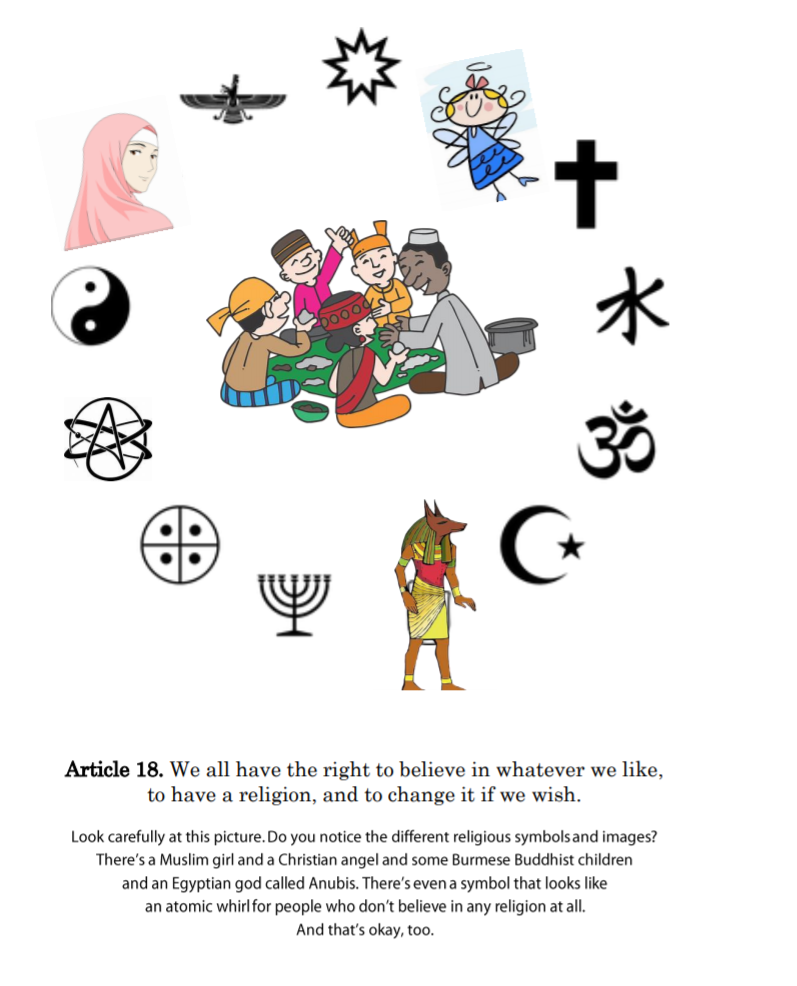 水
ॐ
Article 18. We all have the right to believe in whatever we like,
to have a religion, and to change it if we wish.
Look carefully at this picture. Do you notice the different religious symbols and images?
There's a Muslim girl and a Christian angel and some Burmese Buddhist children
and an Egyptian god called Anubis. There's even a symbol that looks like
an atomic whirl for people who don't believe in any religion at all.
And that's okay, too.